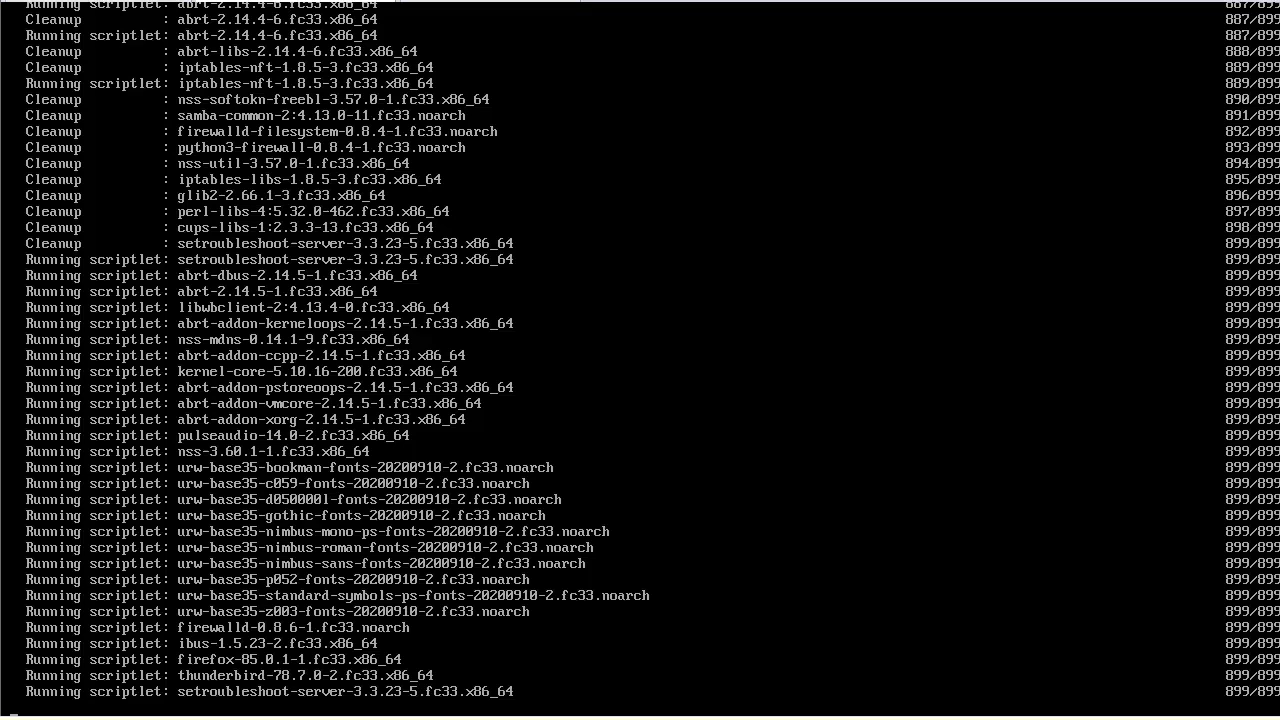 Running scriptlet: abrt-2.14.4-6.fc33.x86_64 887/899
Cleanup : abrt-2.14.4-6.fc33.x86_64 887/899
Running scriptlet: abrt-2.14.4-6.fc33.x86_64 887/899
Cleanup : abrt-libs-2.14.4-6.fc33.x86_64 888/899
Cleanup : iptables-nft-1.8.5-3.fc33.x86_64 889/899
Running scriptlet: iptables-nft-1.8.5-3.fc33.x86_64 889/899
Cleanup : nss-softokn-freebl-3.57.0-1.fc33.x86_64 890/899
Cleanup : samba-common-2:4.13.0-11.fc33.noarch 891/899
Cleanup : firewalld-filesystem-0.8.4-1.fc33.noarch 892/899
Cleanup : python3-firewall-0.8.4-1.fc33.noarch 893/899
Cleanup : nss-util-3.57.0-1.fc33.x86_64 894/899
Cleanup : iptables-libs-1.8.5-3.fc33.x86_64 895/899
Cleanup : glib2-2.66.1-3.fc33.x86_64 896/899
Cleanup : perl-libs-4:5.32.0-462.fc33.x86_64 897/899
Cleanup : cups-libs-1:2.3.3-13.fc33.x86_64 898/899
Cleanup : setroubleshoot-server-3.3.23-5.fc33.x86_64 899/899
Running scriptlet: setroubleshoot-server-3.3.23-5.fc33.x86_64 899/899
Running scriptlet: abrt-dbus-2.14.5-1.fc33.x86_64 899/899
Running scriptlet: abrt-2.14.5-1.fc33.x86_64 899/899
Running scriptlet: libwbclient-2:4.13.4-0.fc33.x86_64 899/899
Running scriptlet: abrt-addon-kerneloops-2.14.5-1.fc33.x86_64 899/899
Running scriptlet: nss-mdns-0.14.1-9.fc33.x86_64 899/899
Running scriptlet: abrt-addon-ccpp-2.14.5-1.fc33.x86_64 899/899
Running scriptlet: kernel-core-5.10.16-200.fc33.x86_64 899/899
Running scriptlet: abrt-addon-pstoreoops-2.14.5-1.fc33.x86_64 899/899
Running scriptlet: abrt-addon-vmcore-2.14.5-1.fc33.x86_64 899/899
Running scriptlet: abrt-addon-xorg-2.14.5-1.fc33.x86_64 899/899
Running scriptlet: pulseaudio-14.0-2.fc33.x86_64 899/899
Running scriptlet: nss-3.60.1-1.fc33.x86_64 899/899
Running scriptlet: urw-base35-bookman-fonts-20200910-2.fc33.noarch 899/899
Running scriptlet: urw-base35-c059-fonts-20200910-2.fc33.noarch 899/899
Running scriptlet: urw-base35-d050000l-fonts-20200910-2.fc33.noarch 899/899
Running scriptlet: urw-base35-gothic-fonts-20200910-2.fc33.noarch 899/899
Running scriptlet: urw-base35-nimbus-mono-ps-fonts-20200910-2.fc33.noarch 899/899
Running scriptlet: urw-base35-nimbus-roman-fonts-20200910-2.fc33.noarch 899/899
Running scriptlet: urw-base35-nimbus-sans-fonts-20200910-2.fc33.noarch 899/899
Running scriptlet: urw-base35-p052-fonts-20200910-2.fc33.noarch 899/899
Running scriptlet: urw-base35-standard-symbols-ps-fonts-20200910-2.fc33.noarch 899/899
Running scriptlet: urw-base35-z003-fonts-20200910-2.fc33.noarch 899/899
Running scriptlet: firewalld-0.8.6-1.fc33.noarch 899/899
Running scriptlet: ibus-1.5.23-2.fc33.x86_64 899/899
Running scriptlet: firefox-85.0.1-1.fc33.x86_64 899/899
Running scriptlet: thunderbird-78.7.0-2.fc33.x86_64 899/899
Running scriptlet: setroubleshoot-server-3.3.23-5.fc33.x86_64 899/899